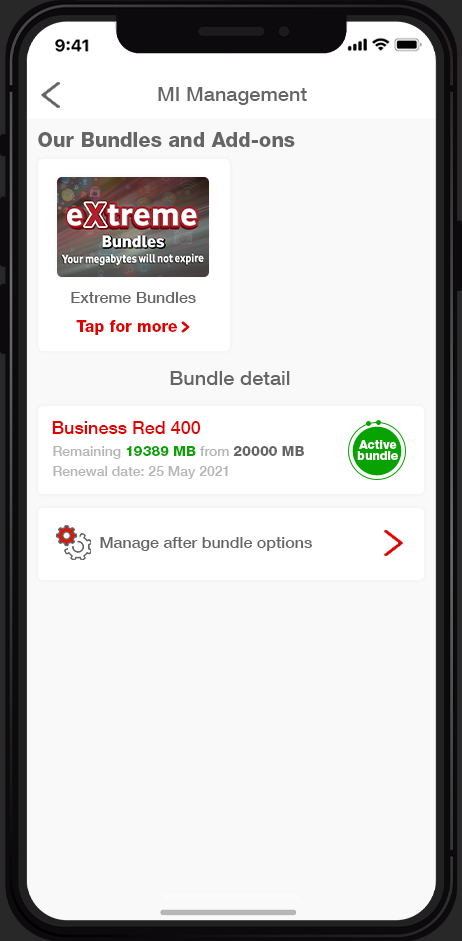 9:41
MI Management
Our Bundles and Add-ons
eXtreme
Bundles
Your megabytes will not expire
Extreme Bundles
Tap for more
Bundle detail
Business Red 400
Remaining 19389 MB from 20000 MB
Renewal date: 25 May 2021
Active
bundle
Manage after bundle options